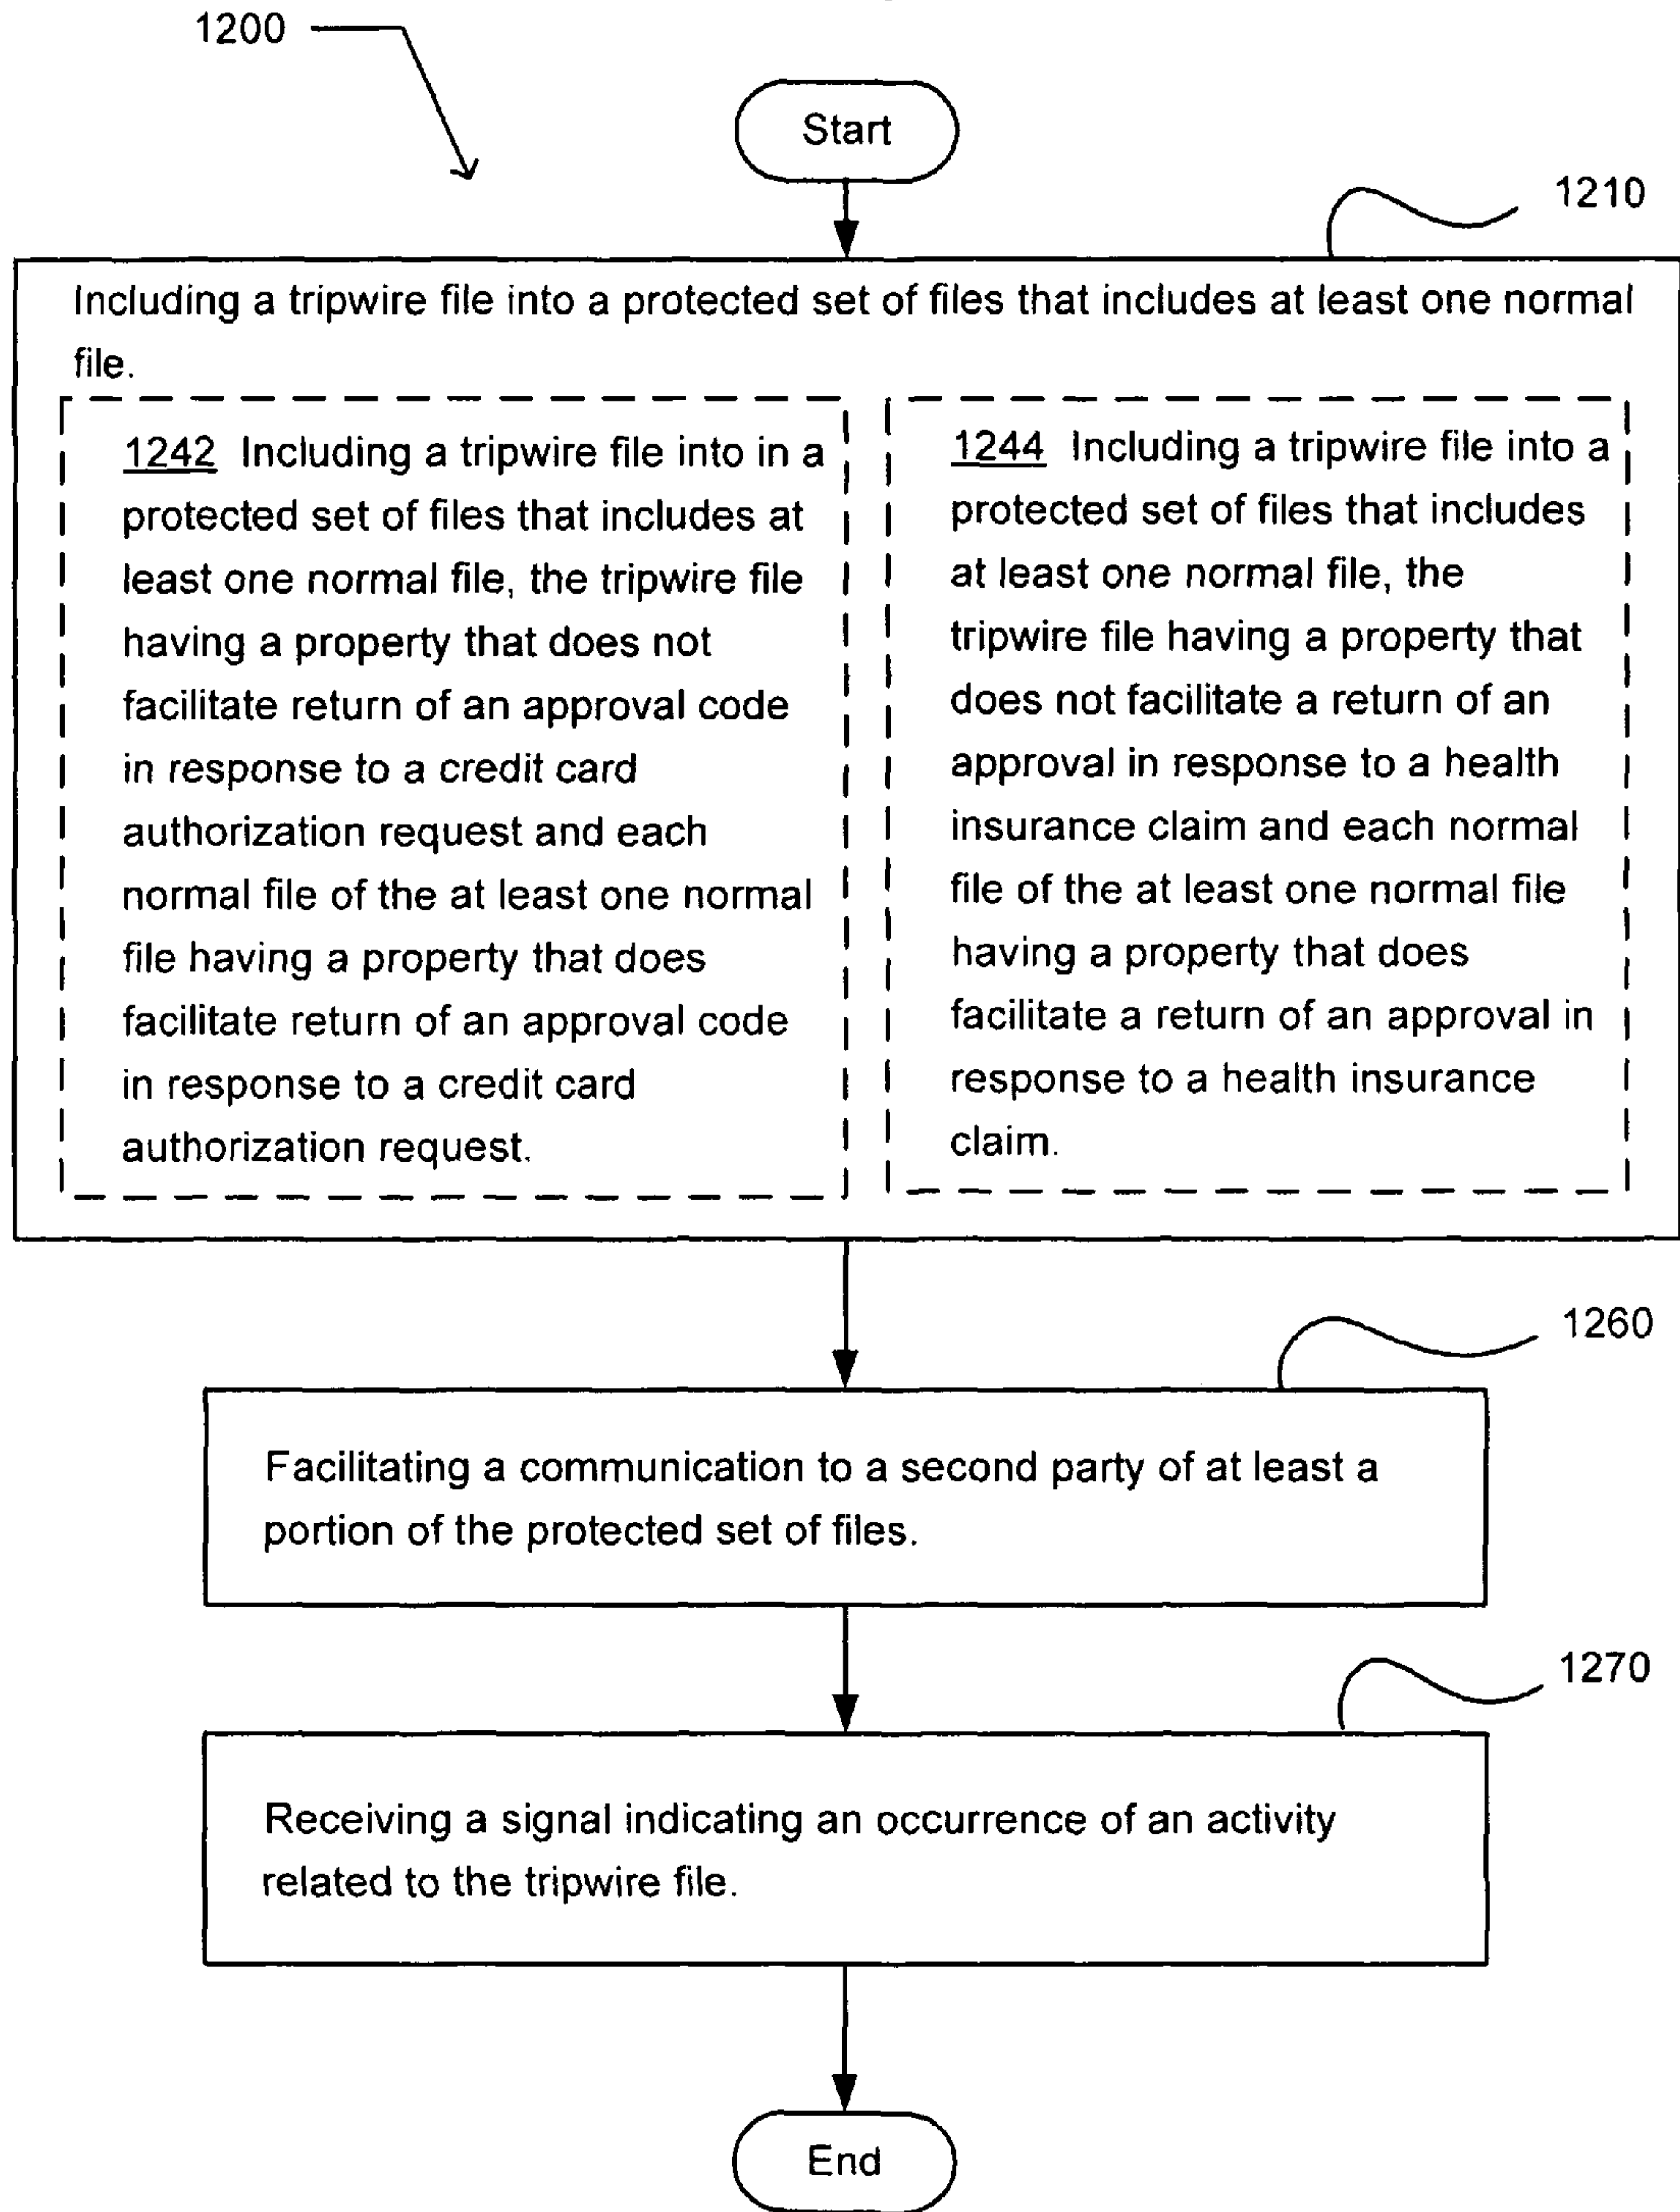 1200
Start
1210
Including a tripwire file into a protected set of files that includes at least one normal
file.
1242 Including a tripwire file into in a
protected set of files that includes at
least one normal file, the tripwire file
having a property that does not
facilitate return of an approval code
in response to a credit card
authorization request and each
normal file of the at least one normal
file having a property that does
facilitate return of an approval code
in response to a credit card
authorization request.
1244 Including a tripwire file into a
protected set of files that includes
at least one normal file, the
tripwire file having a property that
does not facilitate a return of an
approval in response to a health
insurance claim and each normal
file of the at least one normal file
having a property that does
facilitate a return of an approval in
response to a health insurance
claim.
1260
Facilitating a communication to a second party of at least a
portion of the protected set of files.
1270
Receiving a signal indicating an occurrence of an activity
related to the tripwire file.
End